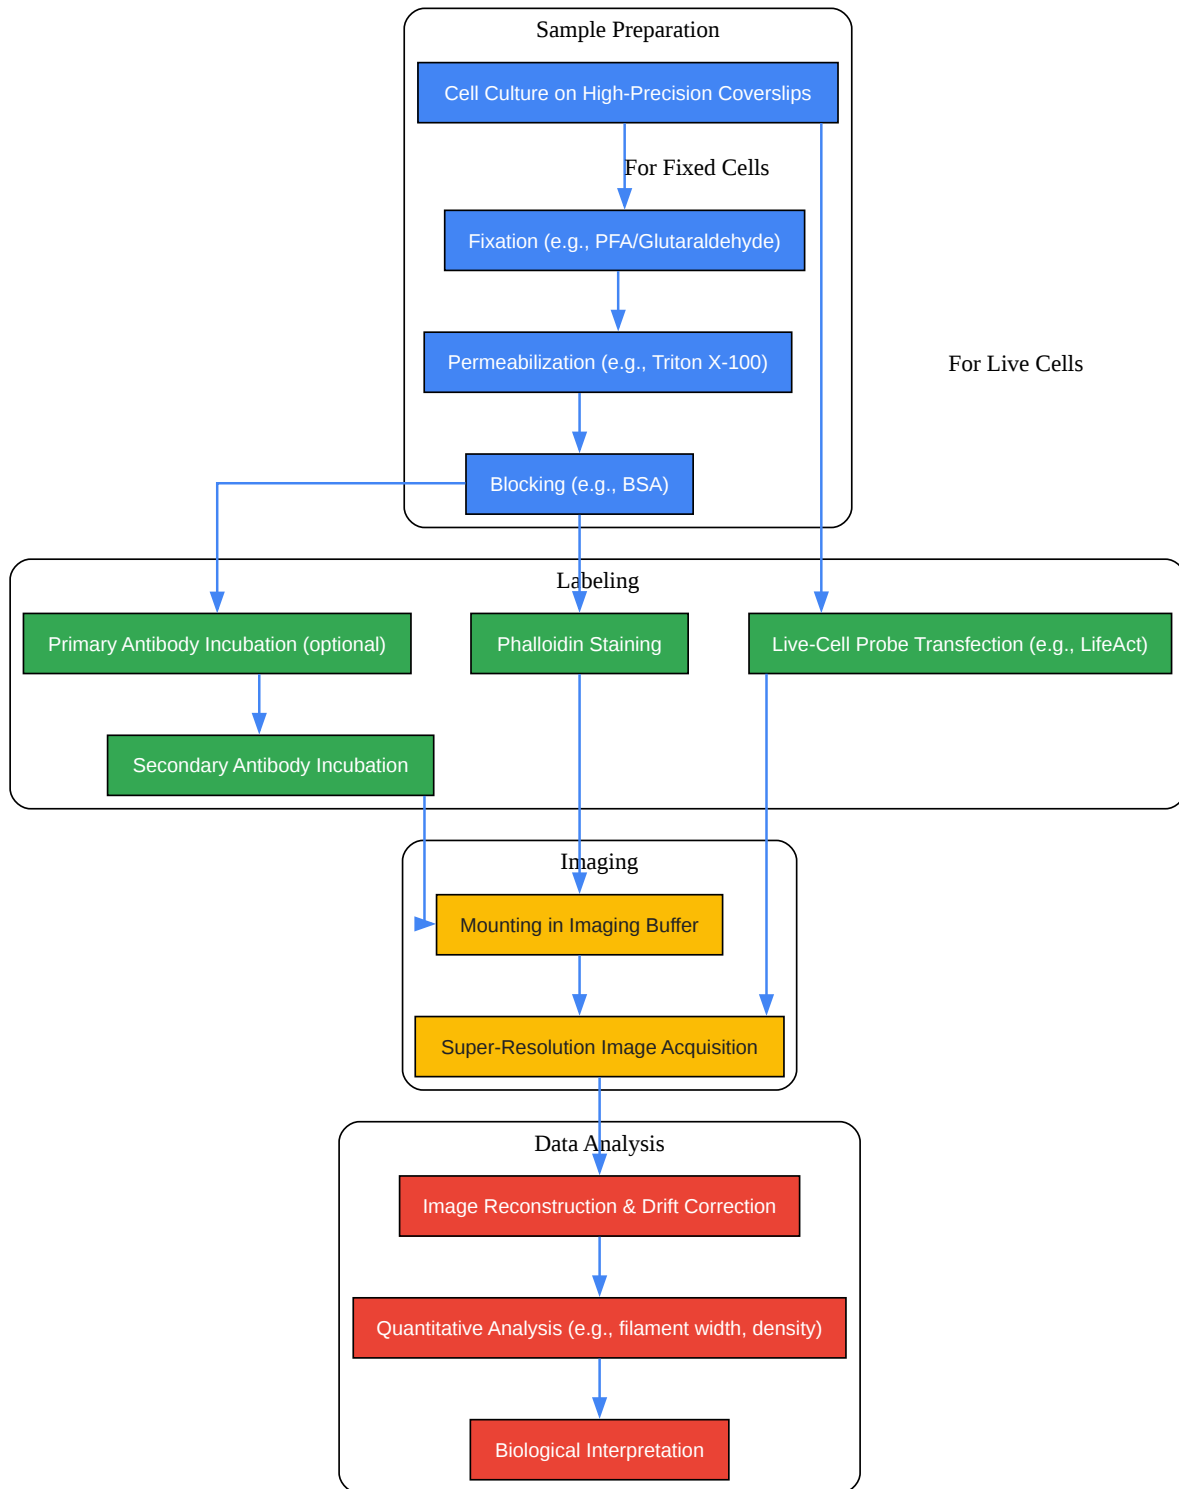 Sample Preparation
Cell Culture on High-Precision Coverslips
For Fixed Cells
Fixation (e.g., PFA/Glutaraldehyde)
Permeabilization (e.g., Triton X-100)
For Live Cells
Blocking (e.g., BSA)
Labeling
Primary Antibody Incubation (optional)
Phalloidin Staining
Live-Cell Probe Transfection (e.g., LifeAct)
Secondary Antibody Incubation
Imaging
Mounting in Imaging Buffer
Super-Resolution Image Acquisition
Data Analysis
Image Reconstruction & Drift Correction
Quantitative Analysis (e.g., filament width, density)
Biological Interpretation